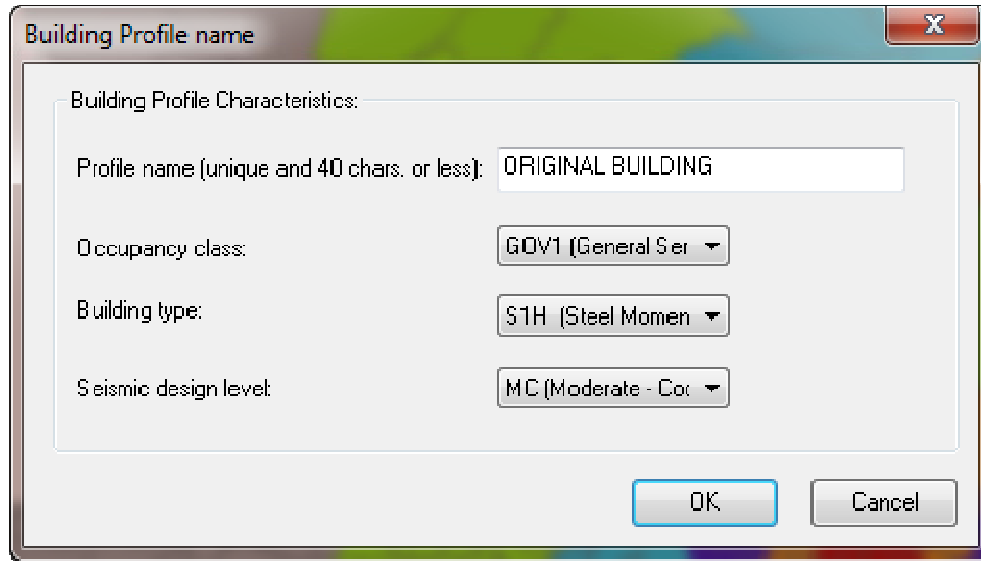 Building Profile name
X
Building Profile Characteristics:
Profile name (unique and 40 chars. or less): ORIGINAL BUILDING
Occupancy class: GOV1 (General Ser
Building type: S1H (Steel Momen
Seismic design level: MC (Moderate - Coc
OK Cancel